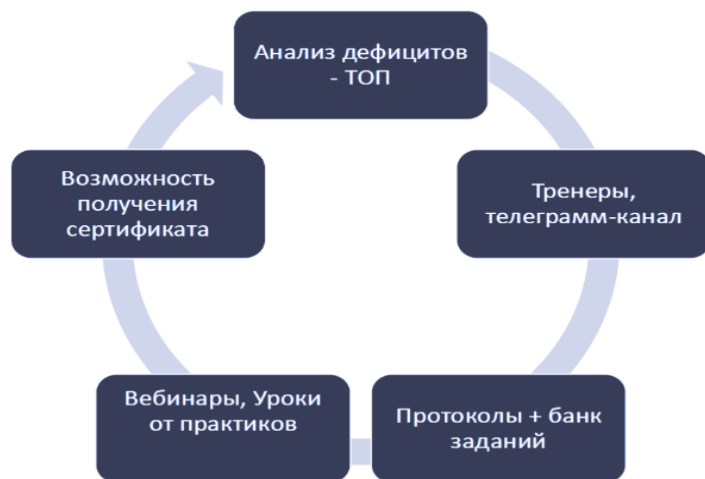 Анализ дефицитов
- ТОП
Тренеры,
телеграмм-канал
Протоколы + банк
заданий
Вебинары, Уроки
от практиков
Возможность
получения
сертификата